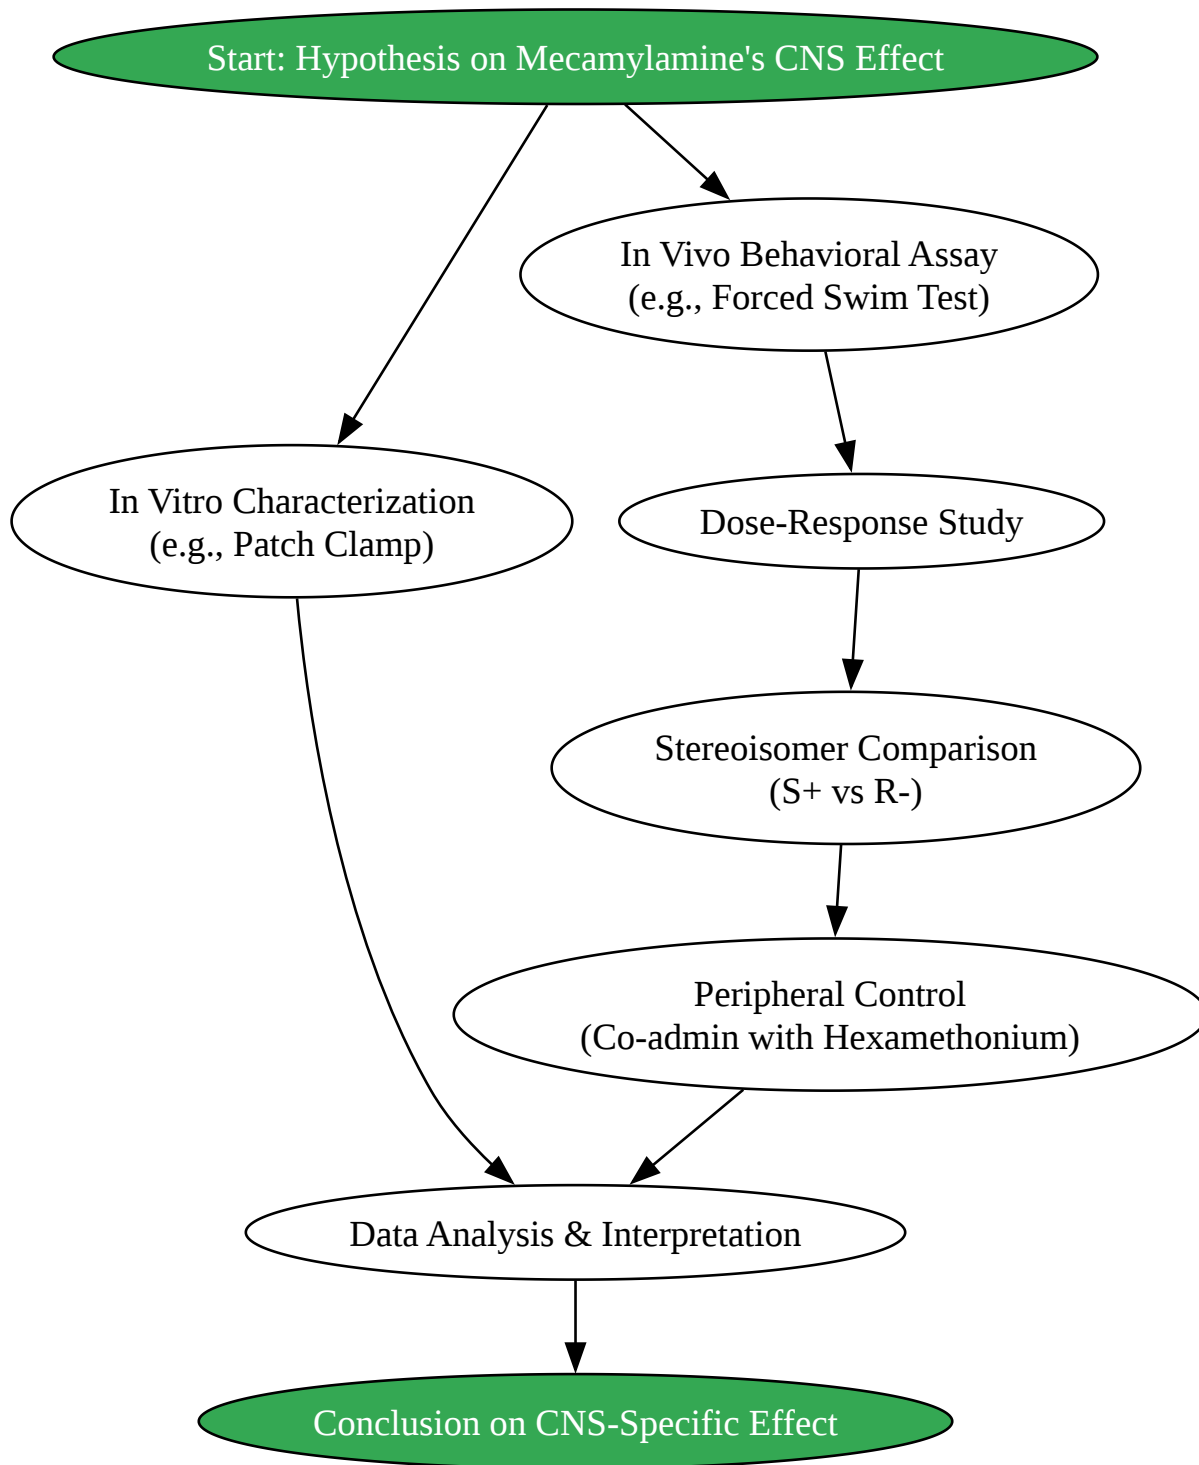 Start: Hypothesis on Mecamylamine's CNS Effect
In Vivo Behavioral Assay
(e.g., Forced Swim Test)
In Vitro Characterization
(e.g., Patch Clamp)
Dose-Response Study
Stereoisomer Comparison
(S+ vs R-)
Peripheral Control
(Co-admin with Hexamethonium)
Data Analysis & Interpretation
Conclusion on CNS-Specific Effect